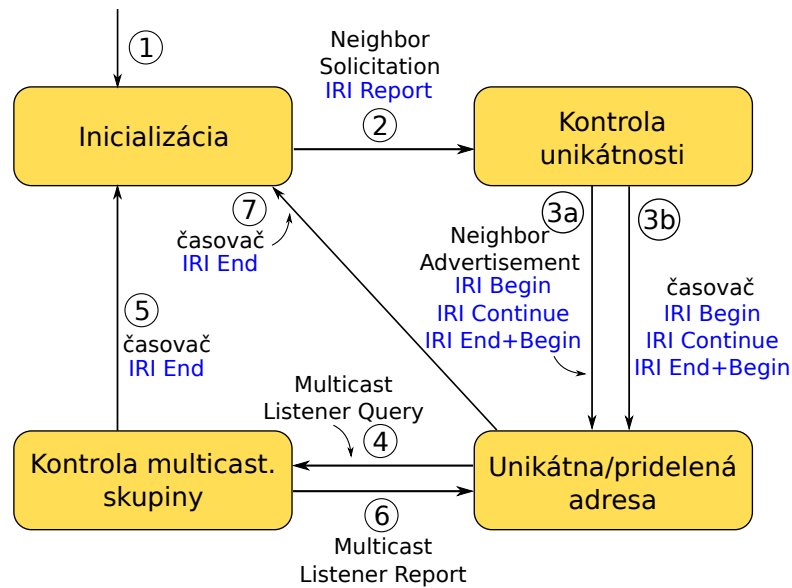 1
Neighbor
Solicitation
IRI Report
2
Inicializácia
Kontrola
unikátnosti
7
časovač
IRI End
3a
3b
Neighbor
Advertisement
IRI Begin
IRI Continue
IRI End+Begin
časovač
IRI Begin
IRI Continue
IRI End+Begin
5
časovač
IRI End
Multicast
Listener Query
4
Kontrola multicast.
skupiny
Unikátna/pridelená
adresa
6
Multicast
Listener Report